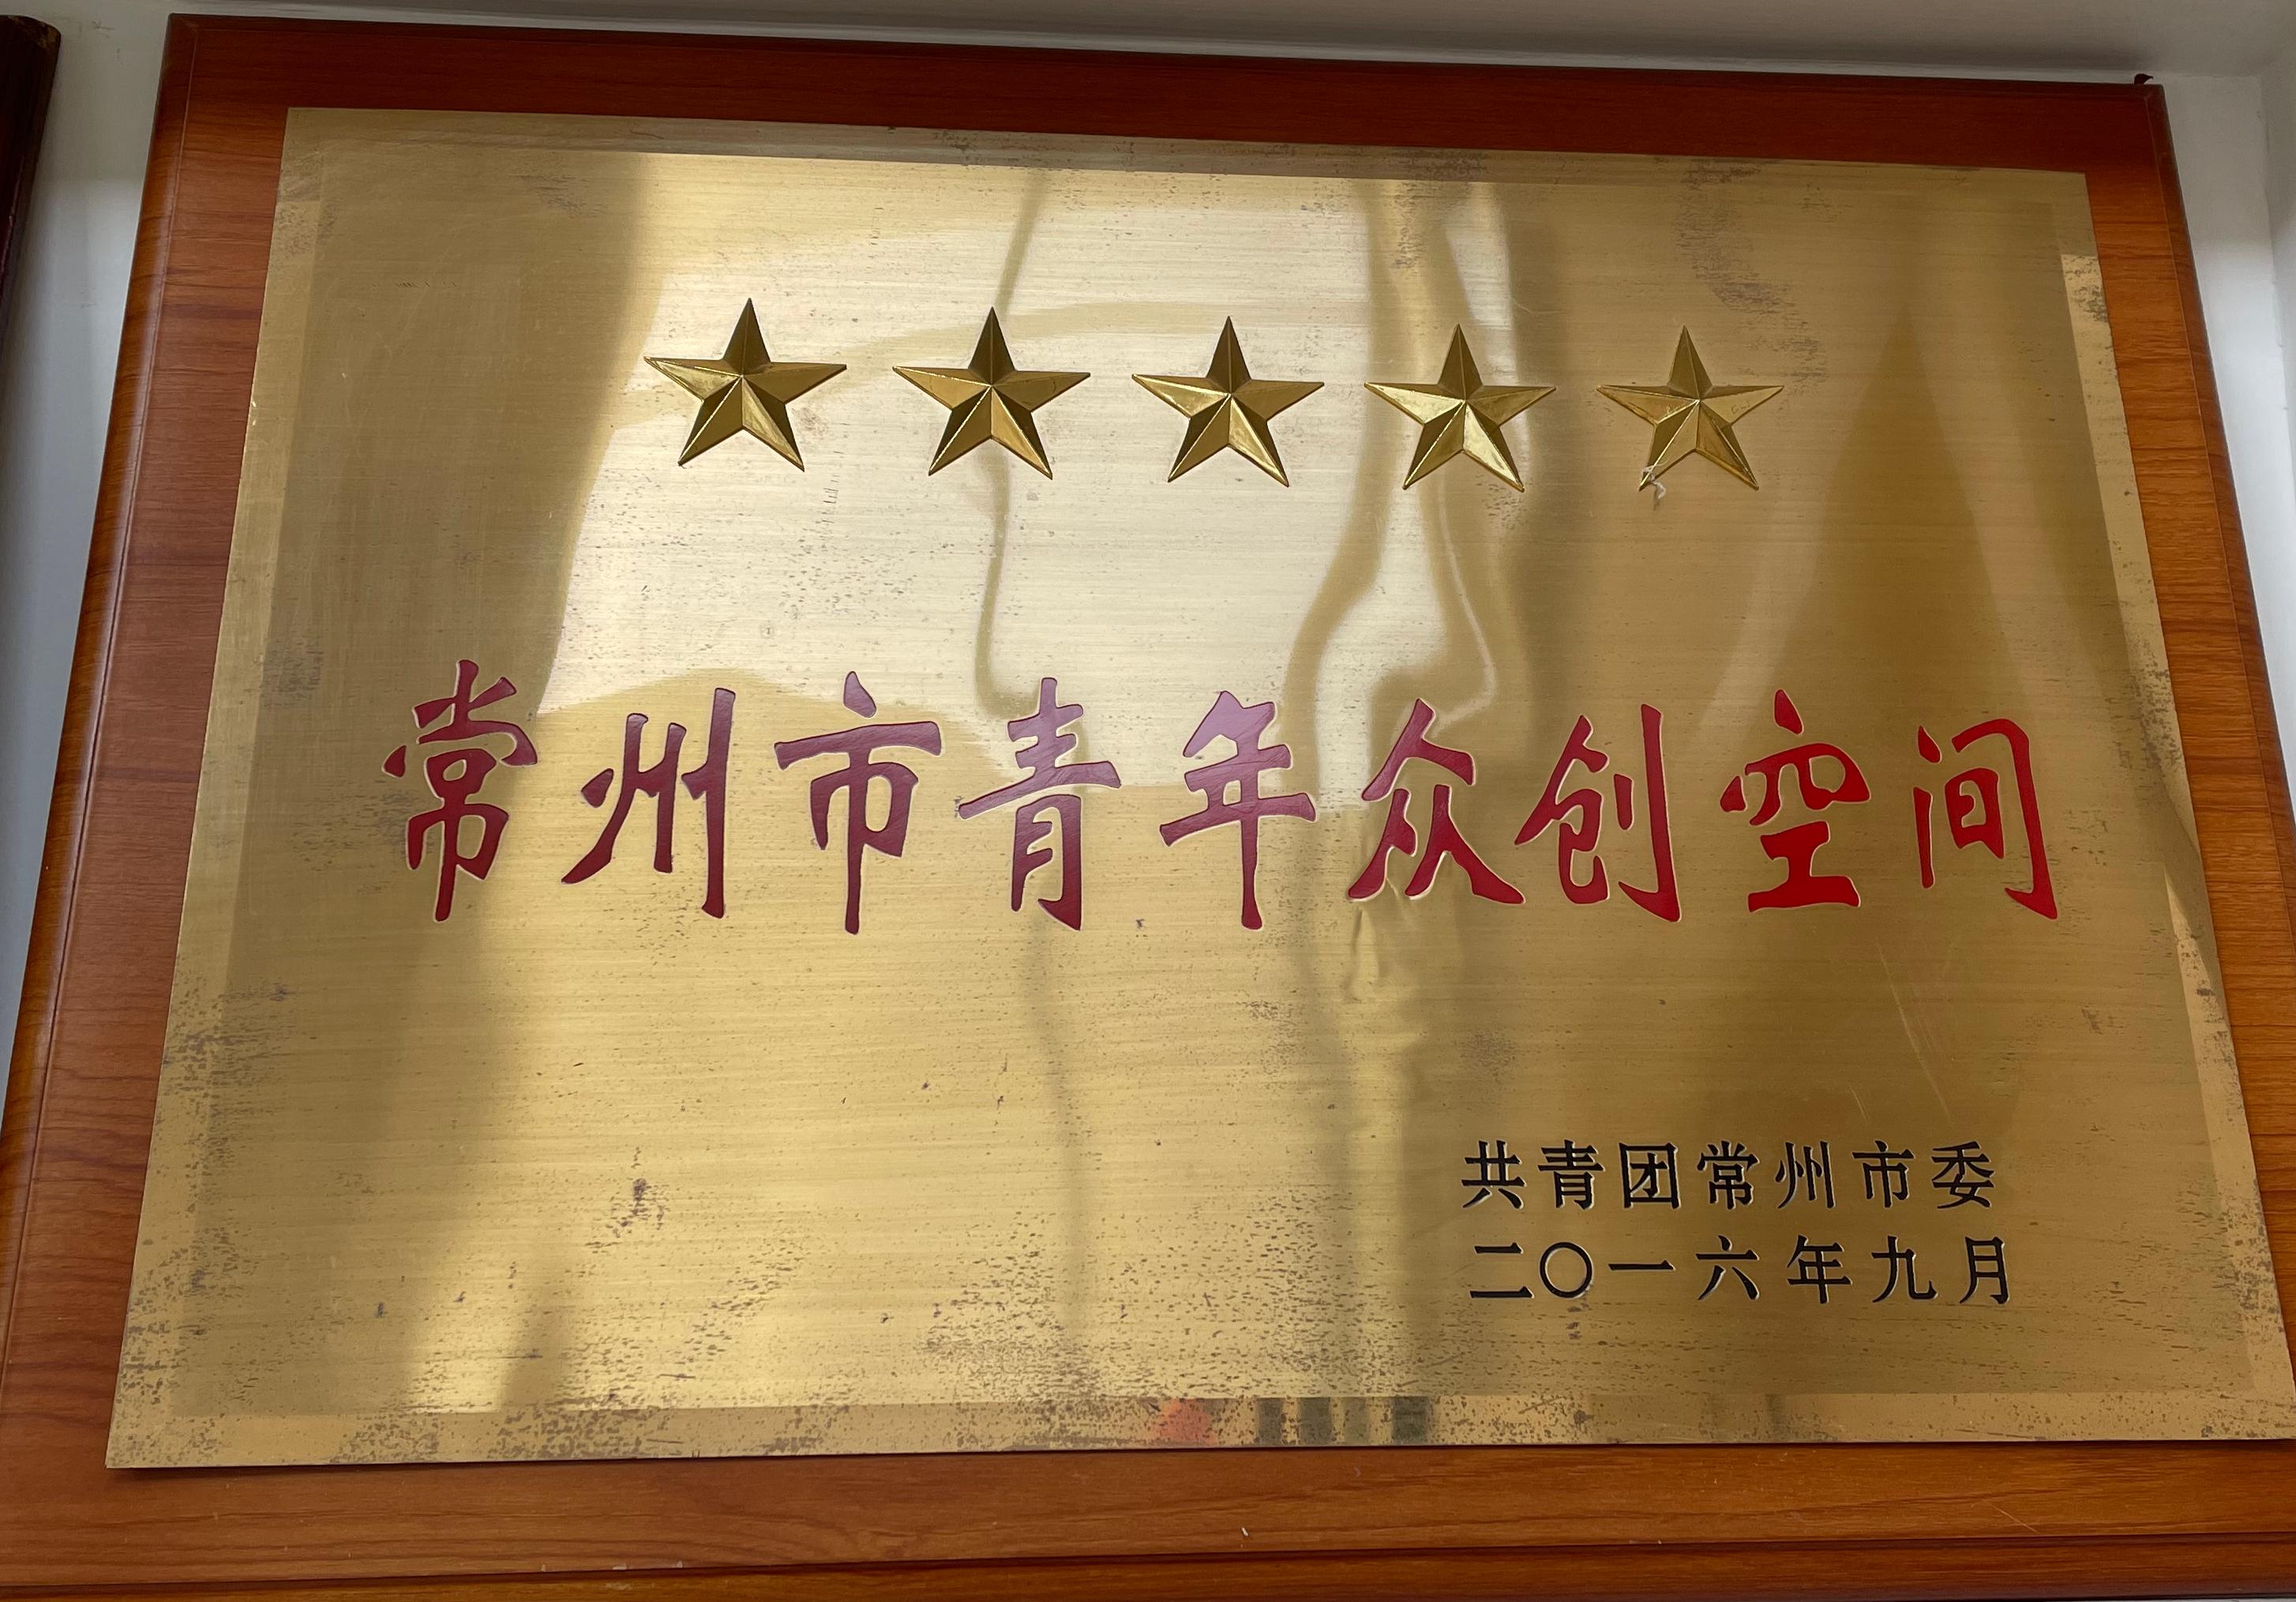 常州市青年众创空间
共青团常州市委
二〇一六年九月